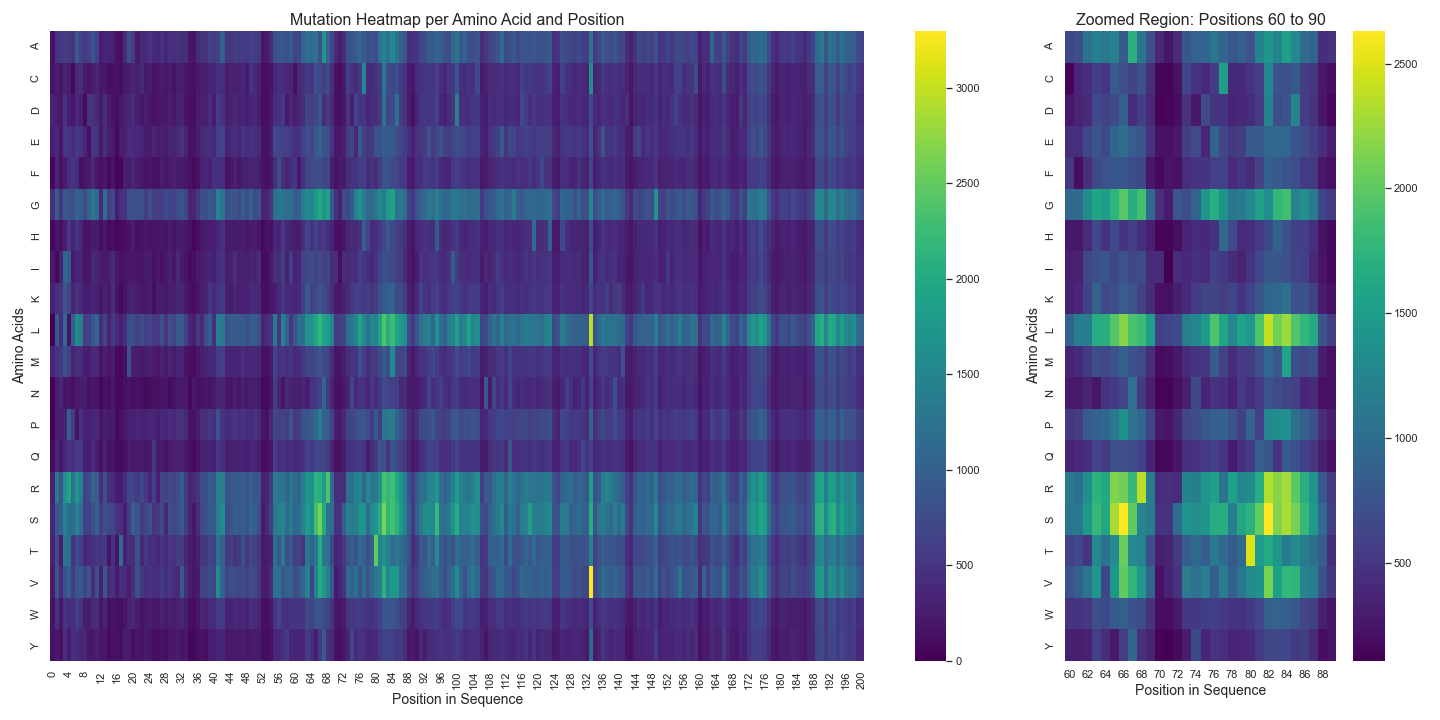 Mutation Heatmap per Amino Acid and Position
Amino Acids
A
C
D
E
F
G
H
I
K
L
M
N
P
Q
R
S
T
V
W
Y
0 4 8 12 16 20 24 28 32 36 40 44 48 52 56 60 64 68 72 76 80 84 88 92 96 100 104 108 112 116 120 124 128 132 136 140 144 148 152 156 160 164 168 172 176 180 184 188 192 196 200
Position in Sequence
3000
2500
2000
1500
1000
500
0
Zoomed Region: Positions 60 to 90
Amino Acids
A
C
D
E
F
G
H
I
K
L
M
N
P
Q
R
S
T
V
W
Y
60 62 64 66 68 70 72 74 76 78 80 82 84 86 88
Position in Sequence
2500
2000
1500
1000
500